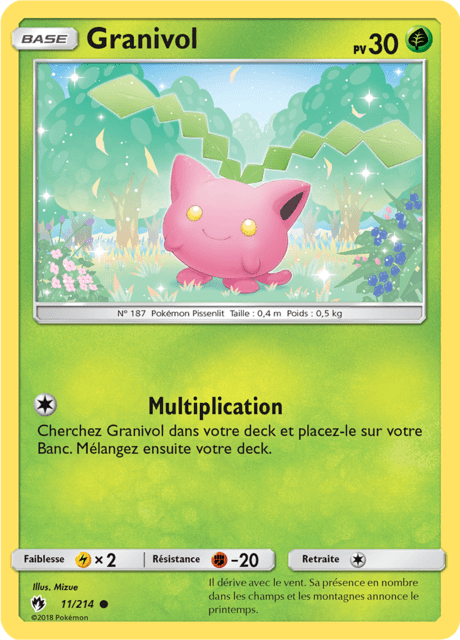 BASE Granivol PV 30
N° 187 Pokémon Pissenlit Taille : 0,4 m Poids : 0,5 kg
Multiplication
Cherchez Granivol dans votre deck et placez-le sur votre
Banc. Mélangez ensuite votre deck.
Faiblesse × 2 Résistance -20 Retraite
Illus. Mizue
11/214
©2018 Pokémon
Il dérive avec le vent. Sa présence en nombre
dans les champs et les montagnes annonce le
printemps.